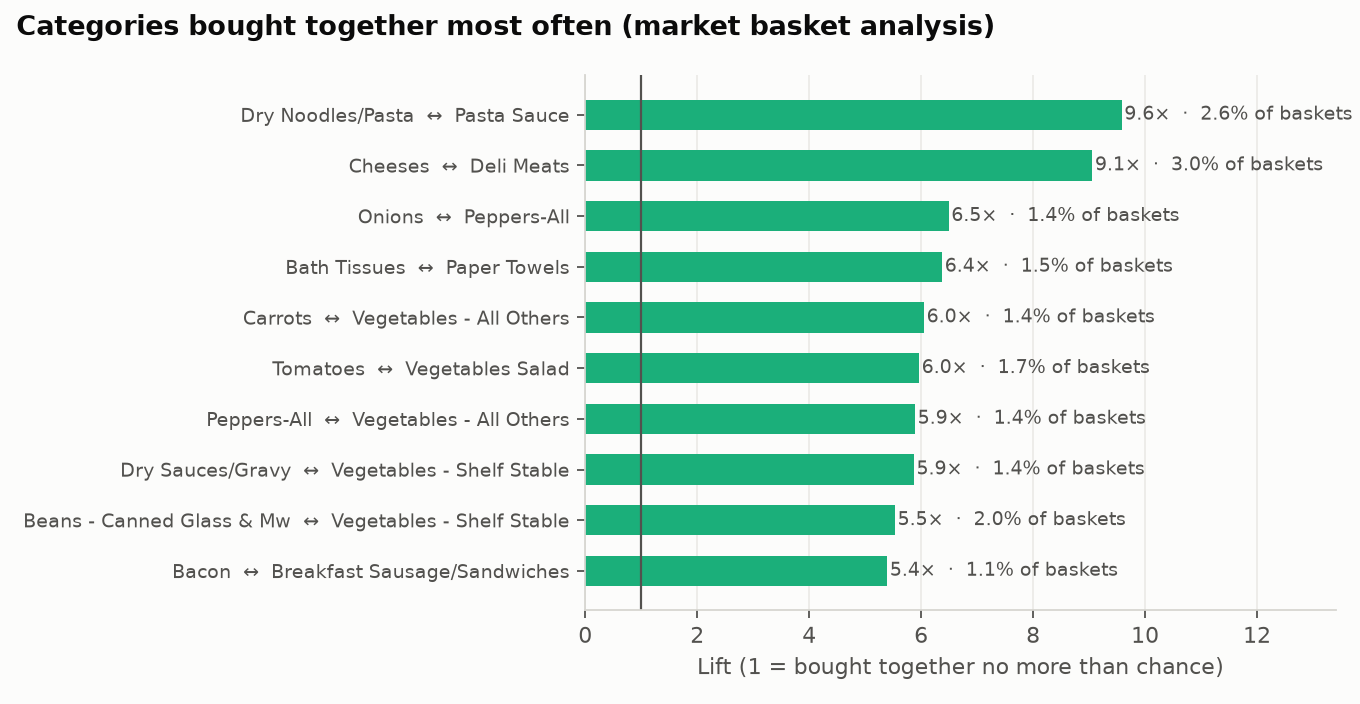 Categories bought together most often (market basket analysis)
Dry Noodles/Pasta ↔ Pasta Sauce 9.6× · 2.6% of baskets
Cheeses ↔ Deli Meats 9.1× · 3.0% of baskets
Onions ↔ Peppers-All 6.5× · 1.4% of baskets
Bath Tissues ↔ Paper Towels 6.4× · 1.5% of baskets
Carrots ↔ Vegetables - All Others 6.0× · 1.4% of baskets
Tomatoes ↔ Vegetables Salad 6.0× · 1.7% of baskets
Peppers-All ↔ Vegetables - All Others 5.9× · 1.4% of baskets
Dry Sauces/Gravy ↔ Vegetables - Shelf Stable 5.9× · 1.4% of baskets
Beans - Canned Glass & Mw ↔ Vegetables - Shelf Stable 5.5× · 2.0% of baskets
Bacon ↔ Breakfast Sausage/Sandwiches 5.4× · 1.1% of baskets
0 2 4 6 8 10 12
Lift (1 = bought together no more than chance)